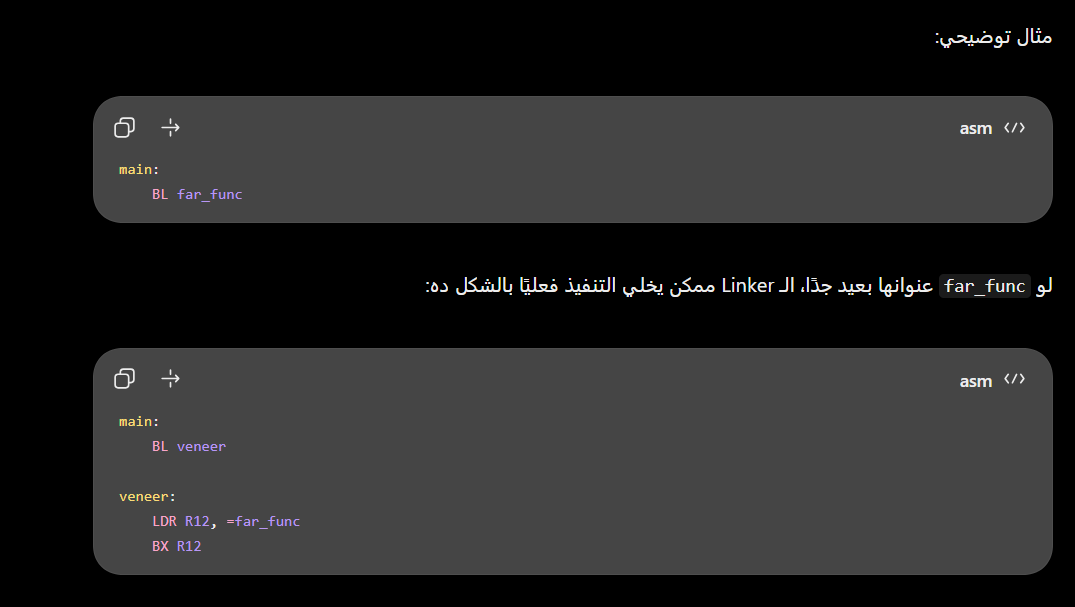 مثال توضيحي:
asm
main:
    BL far_func
لو far_func عنوانها بعيد جدًا، الـ Linker ممكن يخلي التنفيذ فعليًا بالشكل ده:
asm
main:
    BL veneer
veneer:
    LDR R12, =far_func
    BX R12